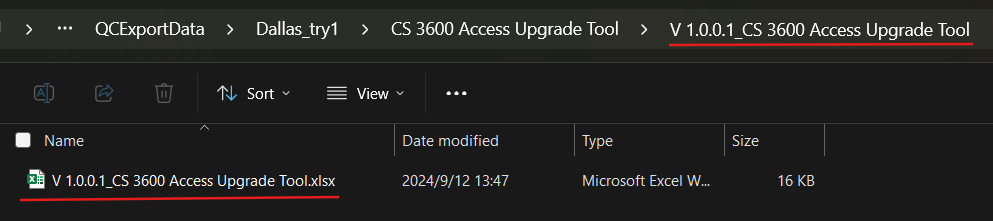 QCExportData > Dallas_try1 > CS 3600 Access Upgrade Tool > V 1.0.0.1_CS 3600 Access Upgrade Tool
Sort View
Name Date modified Type Size
V 1.0.0.1_CS 3600 Access Upgrade Tool.xlsx 2024/9/12 13:47 Microsoft Excel W... 16 KB